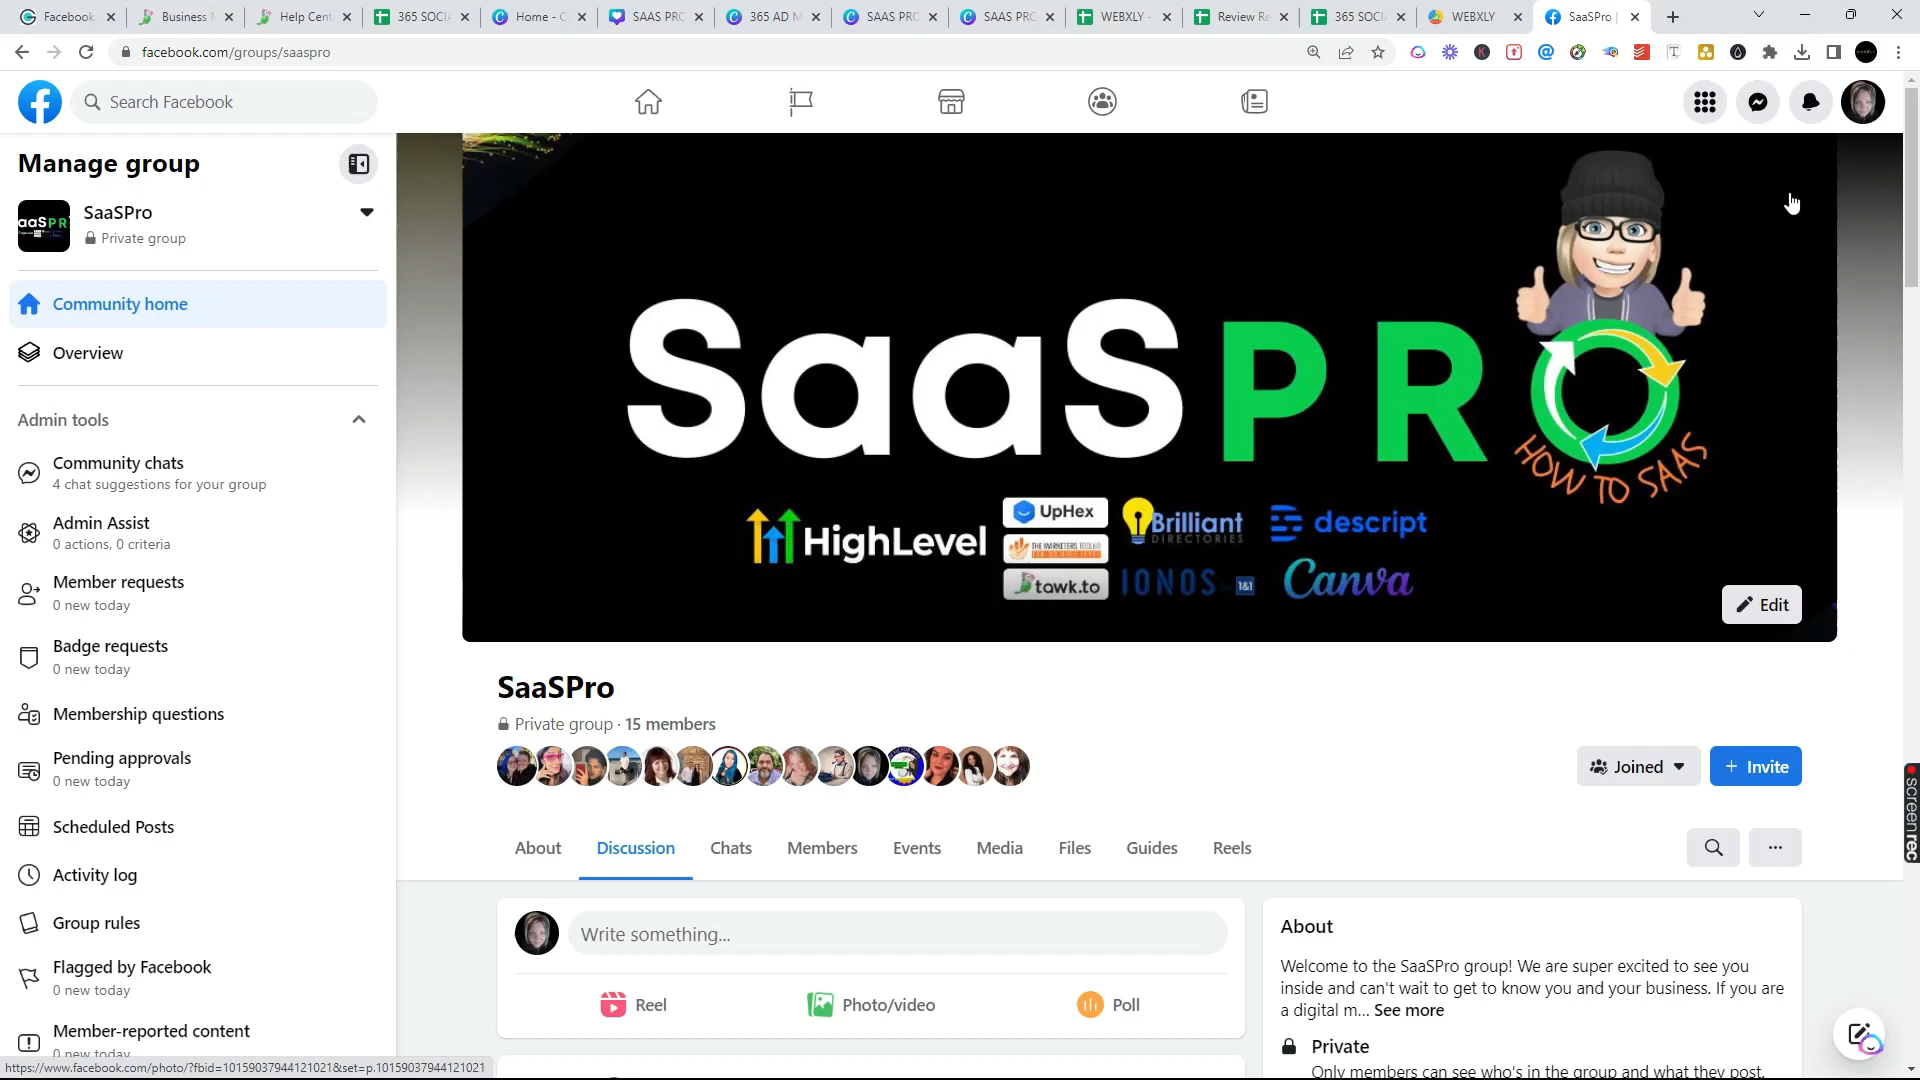 Facebook
Business
Help Cent
365 SOCI
Home - C
SAAS PRO
365 AD M
SAAS PRC
SAAS PRC
WEBXLY -
Review Re
365 SOCI
WEBXLY
SaaSPro |
facebook.com/groups/saaspro
Search Facebook
Manage group
SaaSPro
Private group
Community home
Overview
Admin tools
Community chats
4 chat suggestions for your group
Admin Assist
0 actions, 0 criteria
Member requests
0 new today
Badge requests
0 new today
Membership questions
Pending approvals
0 new today
Scheduled Posts
Activity log
Group rules
Flagged by Facebook
0 new today
Member-reported content
0 new today
https://www.facebook.com/photo/?fbid=10159037944121021&set=p.10159037944121021
SaaS PRO
HOW TO SAAS
HighLevel
UpHex
THE MARKETERS TOOLKIT
tawk.to
Brilliant
DIRECTORIES
IONOS by 1&1
descript
Canva
Edit
SaaSPro
Private group · 15 members
Joined
+ Invite
About
Discussion
Chats
Members
Events
Media
Files
Guides
Reels
Write something...
Reel
Photo/video
Poll
About
Welcome to the SaaSPro group! We are super excited to see you
inside and can't wait to get to know you and your business. If you are
a digital m... See more
Private
Only members can see who's in the group and what they post.
screenrec